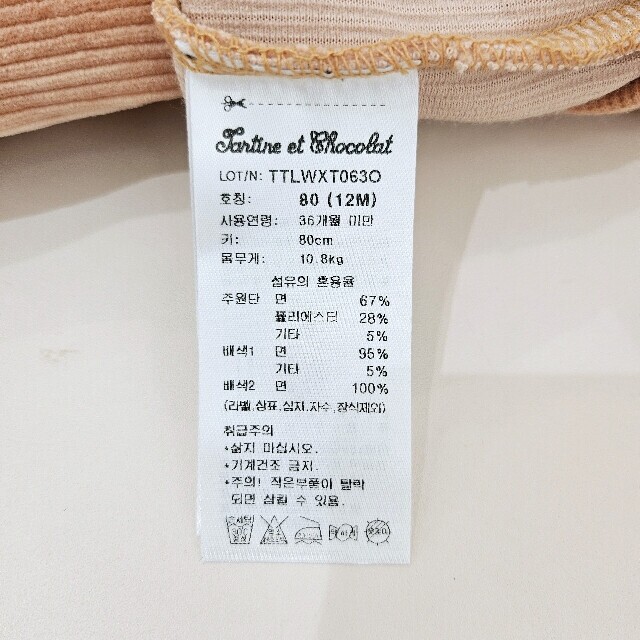 Tartine et Chocolat
LOT/N: TTLWXT063O
호칭: 80 (12M)
사용연령: 36개월 미만
키: 80cm
몸무게: 10.8kg
섬유의 혼용율
주원단 면 67%
폴리에스터 28%
기타 5%
배색1 면 95%
기타 5%
배색2 면 100%
(라벨,상표,심지,자수,장식제외)
취급주의
*삶지 마십시오.
*기계건조 금지.
*주의! 작은부품이 탈락
되면 삼킬 수 있음.